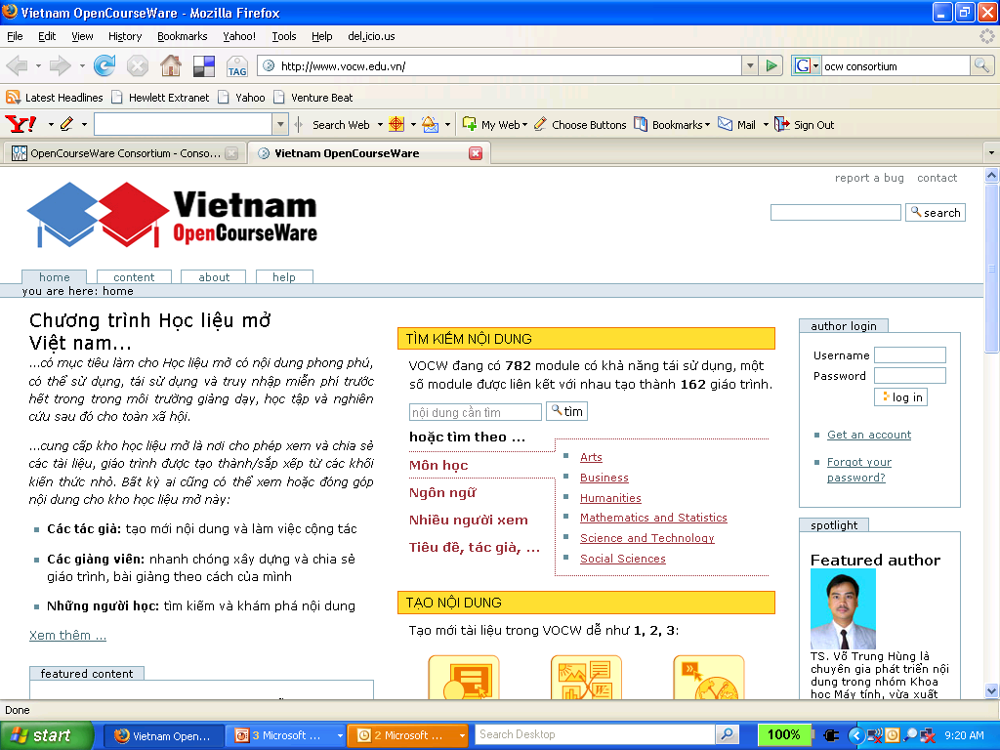 Vietnam OpenCourseWare - Mozilla Firefox
File Edit View History Bookmarks Yahoo! Tools Help del.icio.us
TAG http://www.vocw.edu.vn/ G ocw consortium
Latest Headlines Hewlett Extranet Yahoo Venture Beat
Y! Search Web My Web Choose Buttons Bookmarks Mail Sign Out
OpenCourseWare Consortium - Conso... Vietnam OpenCourseWare
report a bug contact
Vietnam
OpenCourseWare
search
home content about help
you are here: home
Chương trình Học liệu mở
Việt nam...
...có mục tiêu làm cho Học liệu mở có nội dung phong phú,
có thể sử dụng, tái sử dụng và truy nhập miễn phí trước
hết trong trong môi trường giảng dạy, học tập và nghiên
cứu sau đó cho toàn xã hội.
...cung cấp kho học liệu mở là nơi cho phép xem và chia sẻ
các tài liệu, giáo trình được tạo thành/sắp xếp từ các khối
kiến thức nhỏ. Bất kỳ ai cũng có thể xem hoặc đóng góp
nội dung cho kho học liệu mở này:
Các tác giả: tạo mới nội dung và làm việc cộng tác
Các giảng viên: nhanh chóng xây dựng và chia sẻ
giáo trình, bài giảng theo cách của mình
Những người học: tìm kiếm và khám phá nội dung
Xem thêm ...
featured content
TÌM KIẾM NỘI DUNG
VOCW đang có 782 module có khả năng tái sử dụng, một
số module được liên kết với nhau tạo thành 162 giáo trình.
nội dung cần tìm tìm
hoặc tìm theo ...
Môn học
Ngôn ngữ
Nhiều người xem
Tiêu đề, tác giả, ...
Arts
Business
Humanities
Mathematics and Statistics
Science and Technology
Social Sciences
TẠO NỘI DUNG
Tạo mới tài liệu trong VOCW dễ như 1, 2, 3:
author login
Username
Password
log in
Get an account
Forgot your
password?
spotlight
Featured author
TS. Võ Trung Hùng là
chuyên gia phát triển nội
dung trong nhóm Khoa
học Máy tính, vừa xuất
Done
start Vietnam Open... 3 Microsoft ... 2 Microsoft ... Search Desktop 100% 9:20 AM